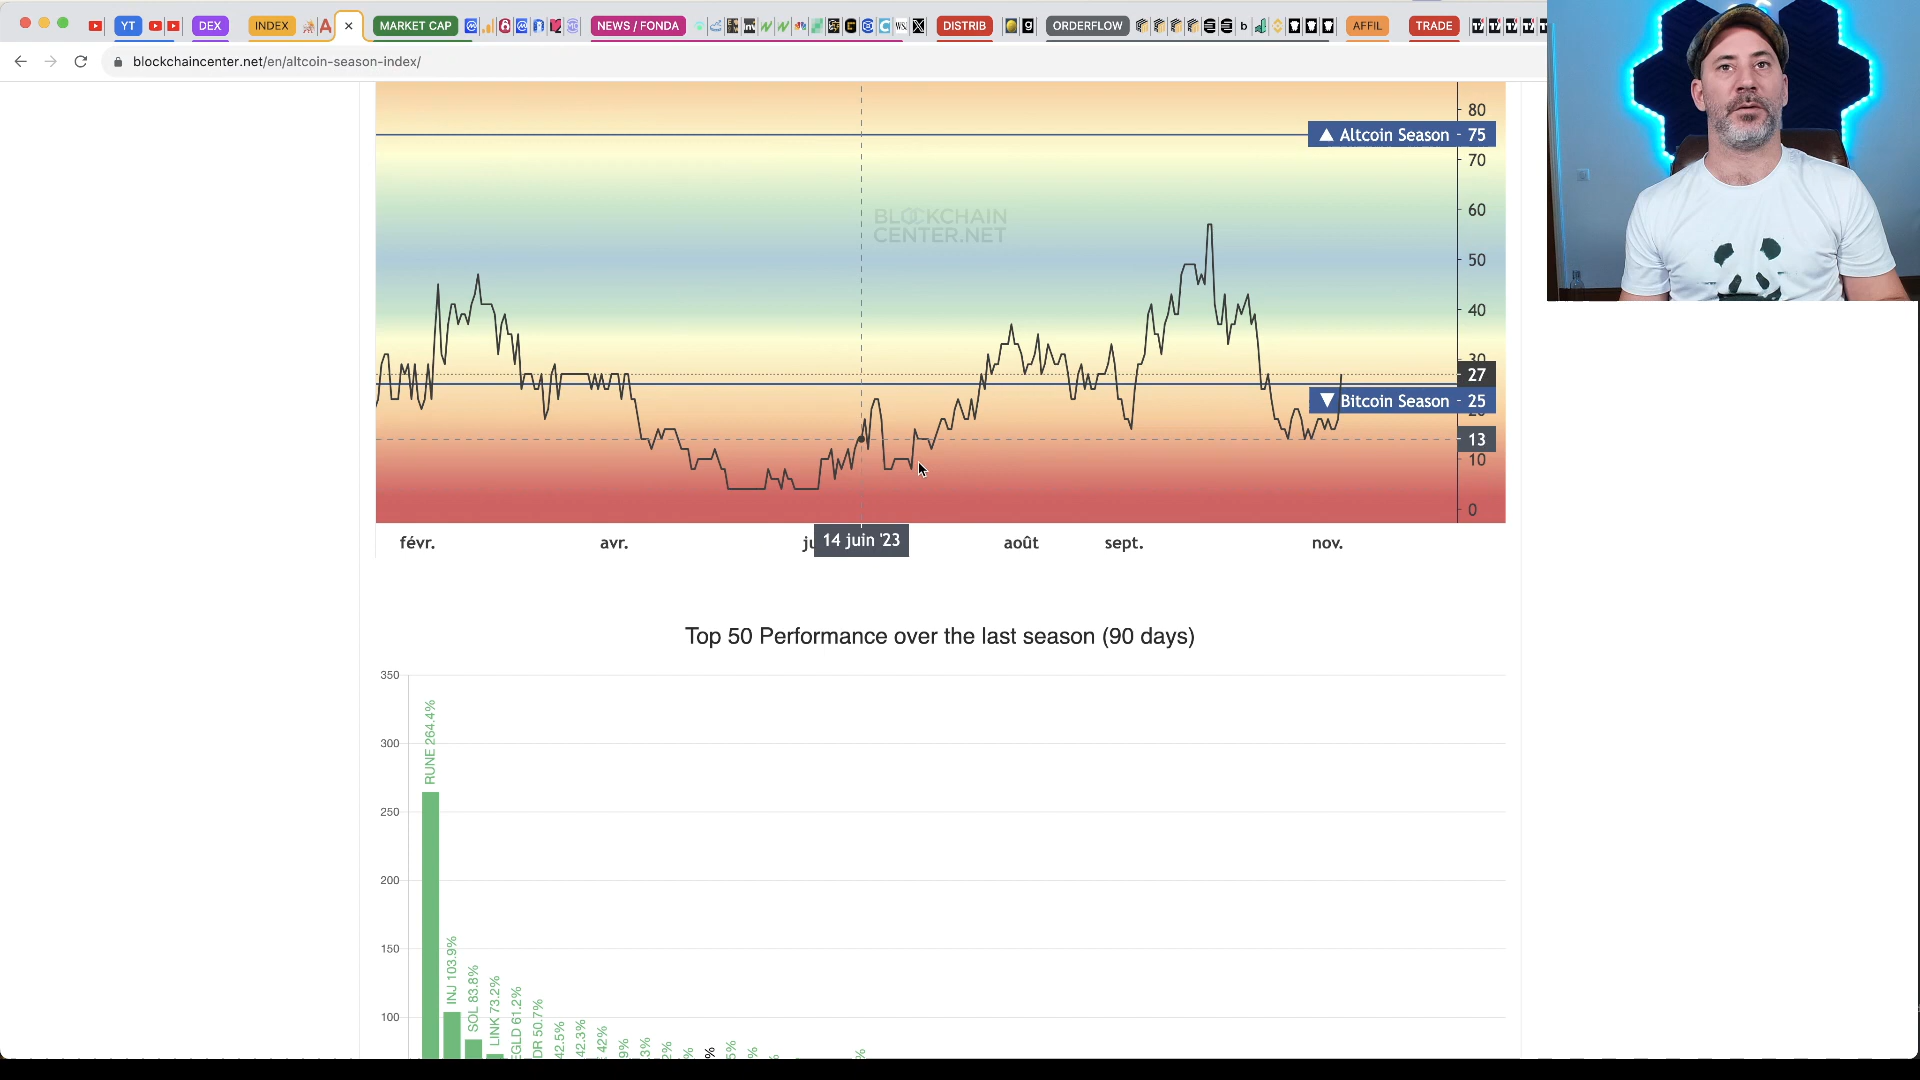 YT
DEX
INDEX
MARKET CAP
NEWS / FONDA
DISTRIB
ORDERFLOW
AFFIL
TRADE
blockchaincenter.net/en/altcoin-season-index/
80
▲ Altcoin Season - 75
70
BLOCKCHAIN
CENTER.NET
60
50
40
30
27
▼ Bitcoin Season - 25
20
13
10
0
févr.
avr.
14 juin '23
août
sept.
nov.
Top 50 Performance over the last season (90 days)
350
300
250
200
150
100
RUNE 264.4%
INJ 103.9%
SOL 83.8%
LINK 73.2%
EGLD 61.2%
DR 50.7%
42.5%
42.3%
42%